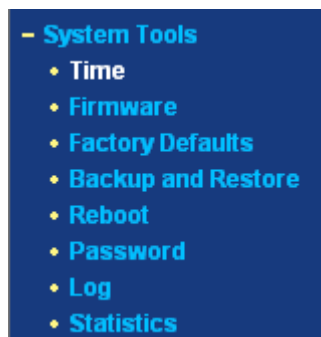 – System Tools
• Time
• Firmware
• Factory Defaults
• Backup and Restore
• Reboot
• Password
• Log
• Statistics